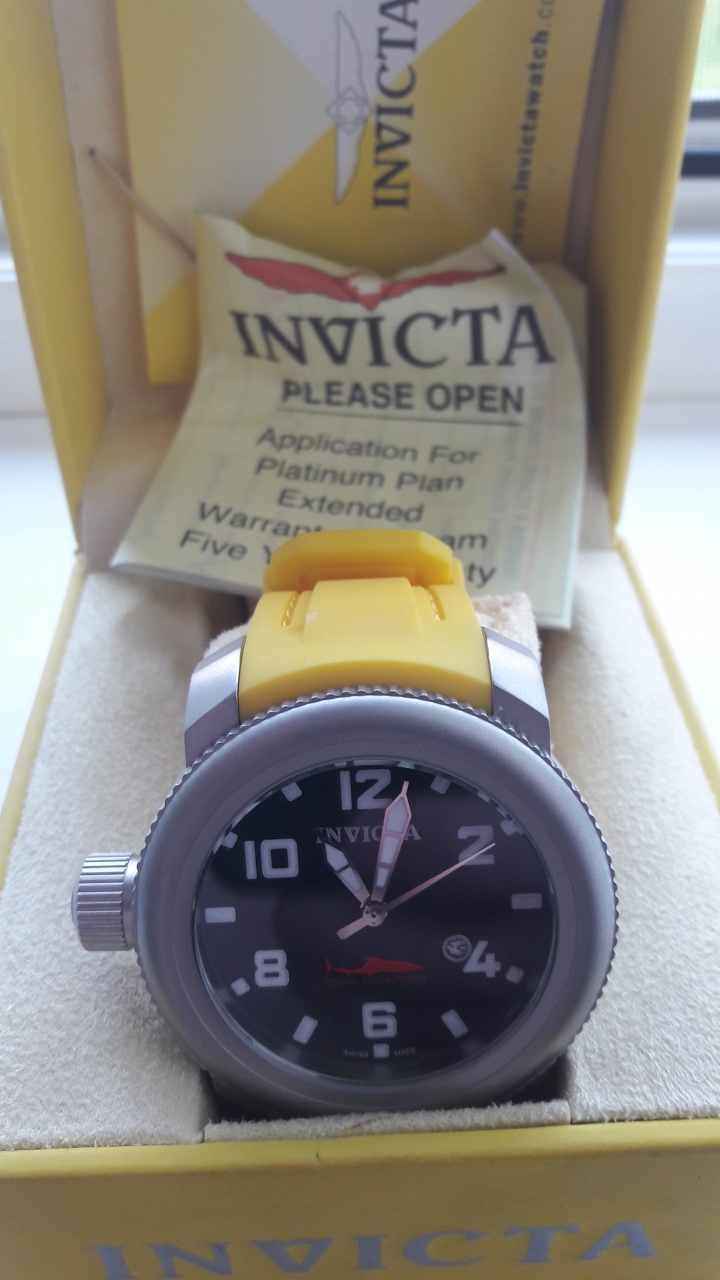 INVICTA
www.invictawatch.c
INVICTA
PLEASE OPEN
Application For
Platinum Plan
Extended
Five
12
INVICTA
10
2
8
4
6
SWISS MADE
INVICTA